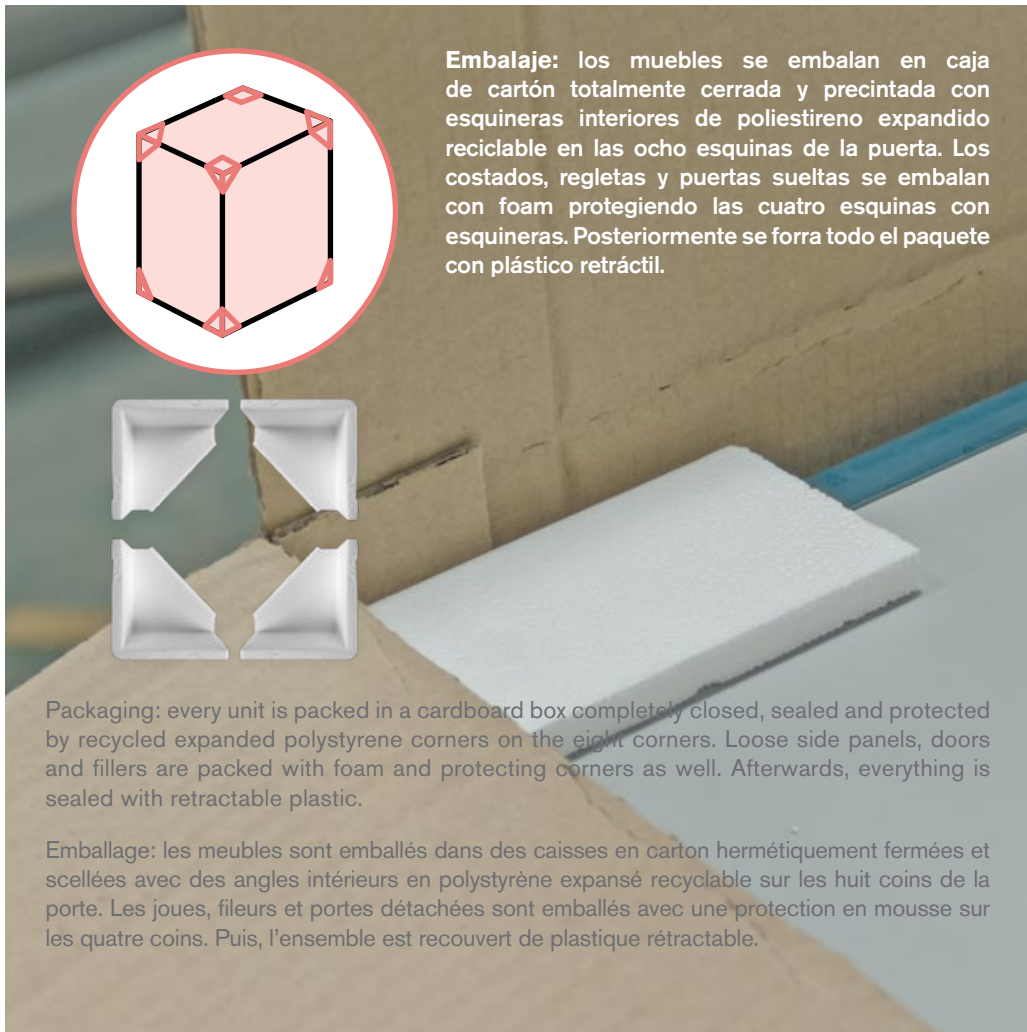 Embalaje: los muebles se embalan en caja
de cartón totalmente cerrada y precintada con
esquineras interiores de poliestireno expandido
reciclable en las ocho esquinas de la puerta. Los
costados, regletas y puertas sueltas se embalan
con foam protegiendo las cuatro esquinas con
esquineras. Posteriormente se forra todo el paquete
con plástico retráctil.
Packaging: every unit is packed in a cardboard box completely closed, sealed and protected
by recycled expanded polystyrene corners on the eight corners. Loose side panels, doors
and fillers are packed with foam and protecting corners as well. Afterwards, everything is
sealed with retractable plastic.
Emballage: les meubles sont emballés dans des caisses en carton hermétiquement fermées et
scellées avec des angles intérieurs en polystyrène expansé recyclable sur les huit coins de la
porte. Les joues, fileurs et portes détachées sont emballés avec une protection en mousse sur
les quatre coins. Puis, l'ensemble est recouvert de plastique rétractable.